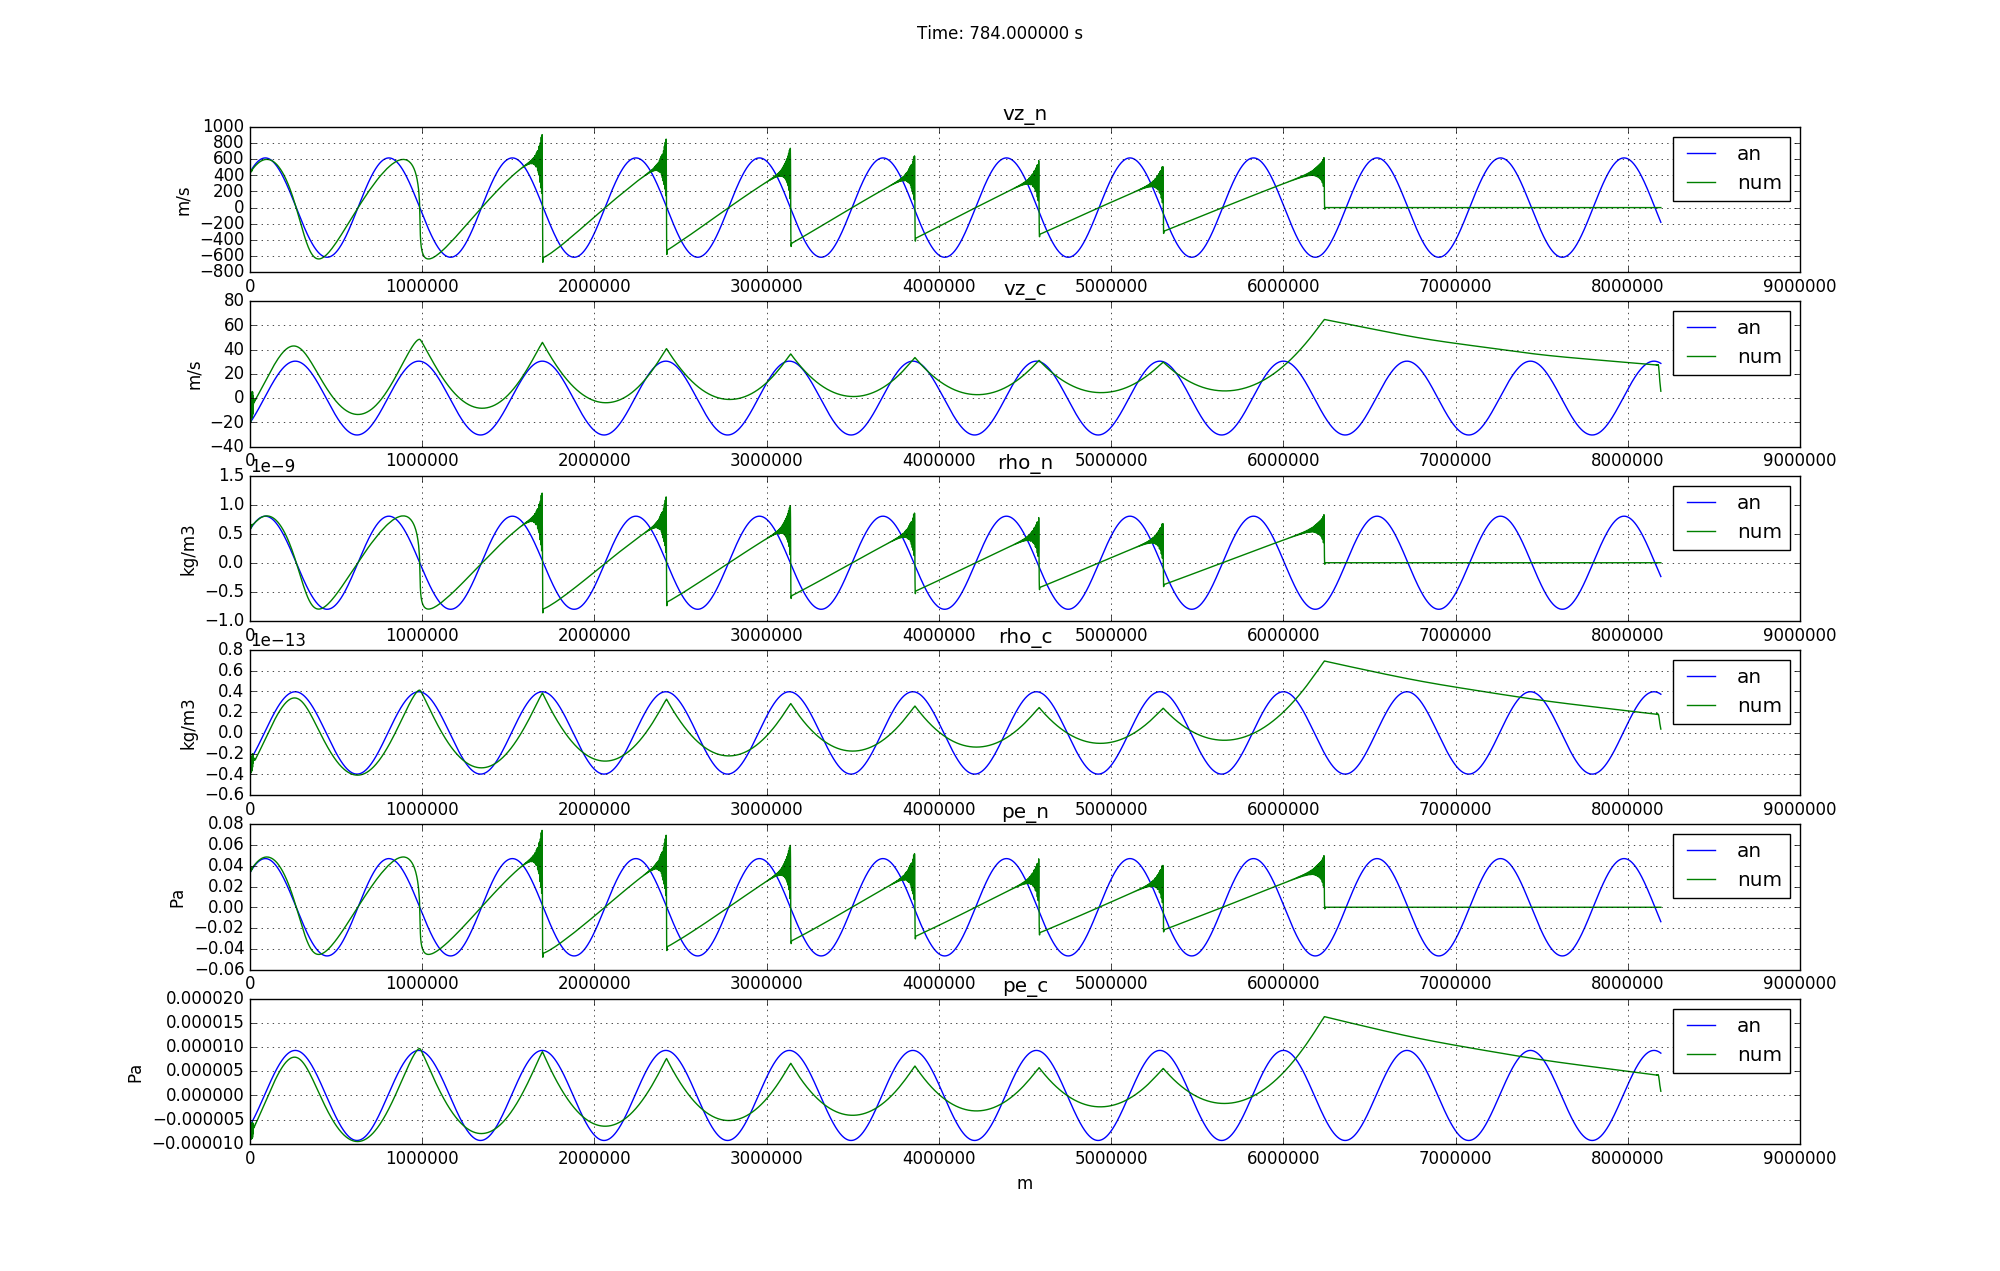 Time: 784.000000 s
vz_n
1000
800
600
400
200
0
−200
−400
−600
−800
m/s
an
num
0 1000000 2000000 3000000 4000000 5000000 6000000 7000000 8000000 9000000
vz_c
80
60
40
20
0
−20
−40
m/s
an
num
0 1000000 2000000 3000000 4000000 5000000 6000000 7000000 8000000 9000000
1e−9
rho_n
1.5
1.0
0.5
0.0
−0.5
−1.0
kg/m3
an
num
0 1000000 2000000 3000000 4000000 5000000 6000000 7000000 8000000 9000000
1e−13
rho_c
0.8
0.6
0.4
0.2
0.0
−0.2
−0.4
−0.6
kg/m3
an
num
0 1000000 2000000 3000000 4000000 5000000 6000000 7000000 8000000 9000000
pe_n
0.08
0.06
0.04
0.02
0.00
−0.02
−0.04
−0.06
Pa
an
num
0 1000000 2000000 3000000 4000000 5000000 6000000 7000000 8000000 9000000
pe_c
0.000020
0.000015
0.000010
0.000005
0.000000
−0.000005
−0.000010
Pa
an
num
0 1000000 2000000 3000000 4000000 5000000 6000000 7000000 8000000 9000000
m